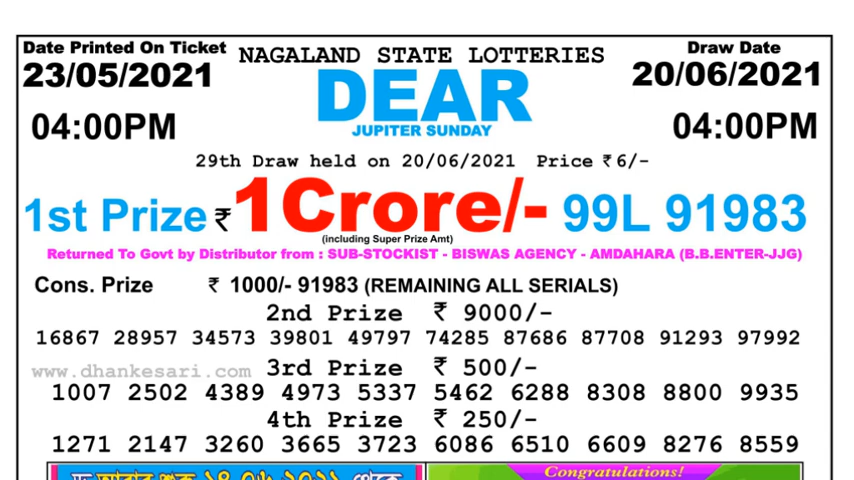 Date Printed On Ticket NAGALAND STATE LOTTERIES Draw Date
23/05/2021 DEAR 20/06/2021
04:00PM JUPITER SUNDAY 04:00PM
29th Draw held on 20/06/2021 Price ₹ 6/-
1st Prize ₹ 1Crore/- 99L 91983
(including Super Prize Amt)
Returned To Govt by Distributor from : SUB-STOCKIST - BISWAS AGENCY - AMDAHARA (B.B.ENTER-JJG)
Cons. Prize ₹ 1000/- 91983 (REMAINING ALL SERIALS)
2nd Prize ₹ 9000/-
16867 28957 34573 39801 49797 74285 87686 87708 91293 97992
www.dhankesari.com 3rd Prize ₹ 500/-
1007 2502 4389 4973 5337 5462 6288 8308 8800 9935
4th Prize ₹ 250/-
1271 2147 3260 3665 3723 6086 6510 6609 8276 8559
Congratulations!